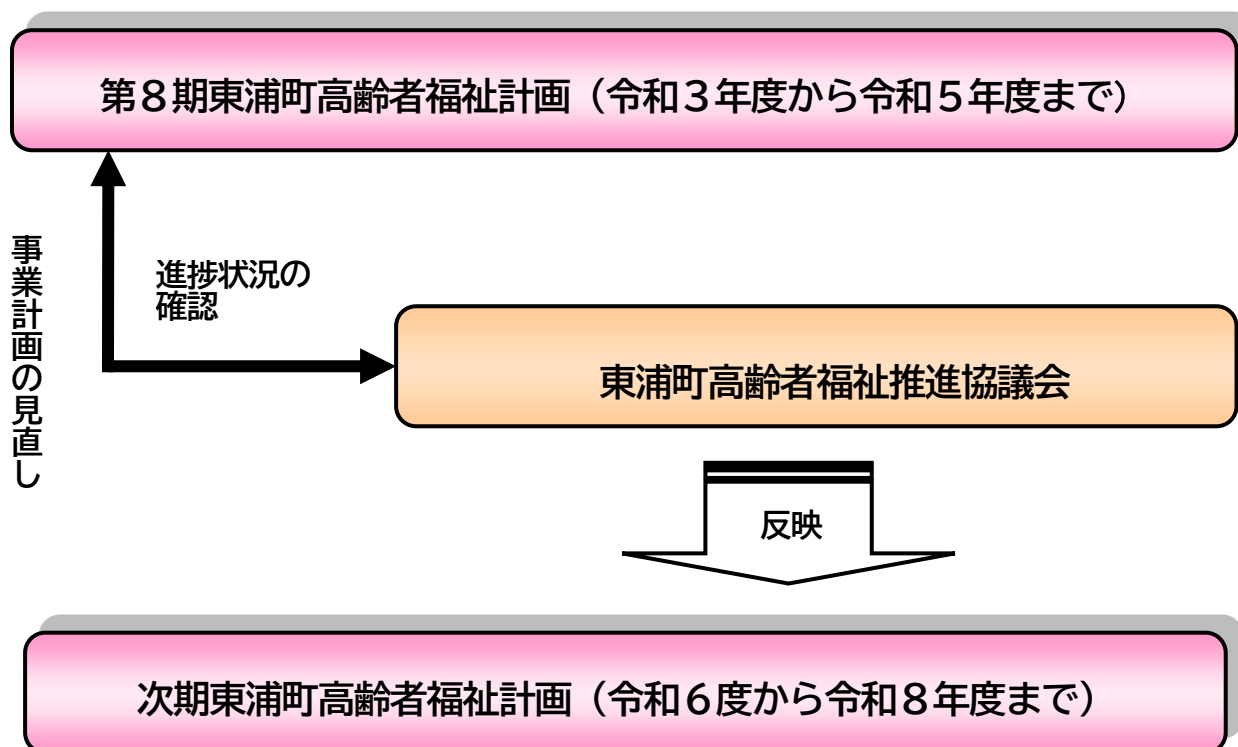 第８期東浦町高齢者福祉計画（令和３年度から令和５年度まで）
事業計画の見直し
進捗状況の
確認
東浦町高齢者福祉推進協議会
反映
次期東浦町高齢者福祉計画（令和６度から令和８年度まで）